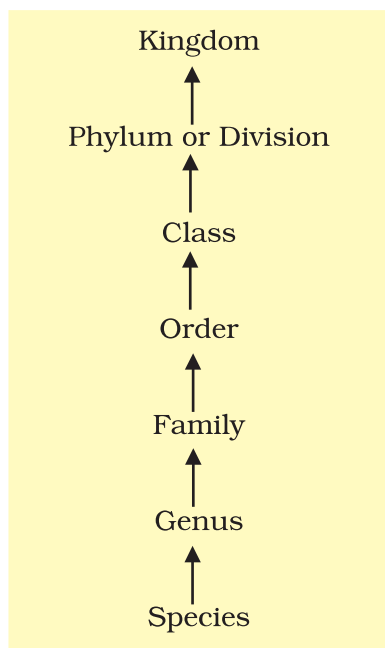 Kingdom
Phylum or Division
Class
Order
Family
Genus
Species